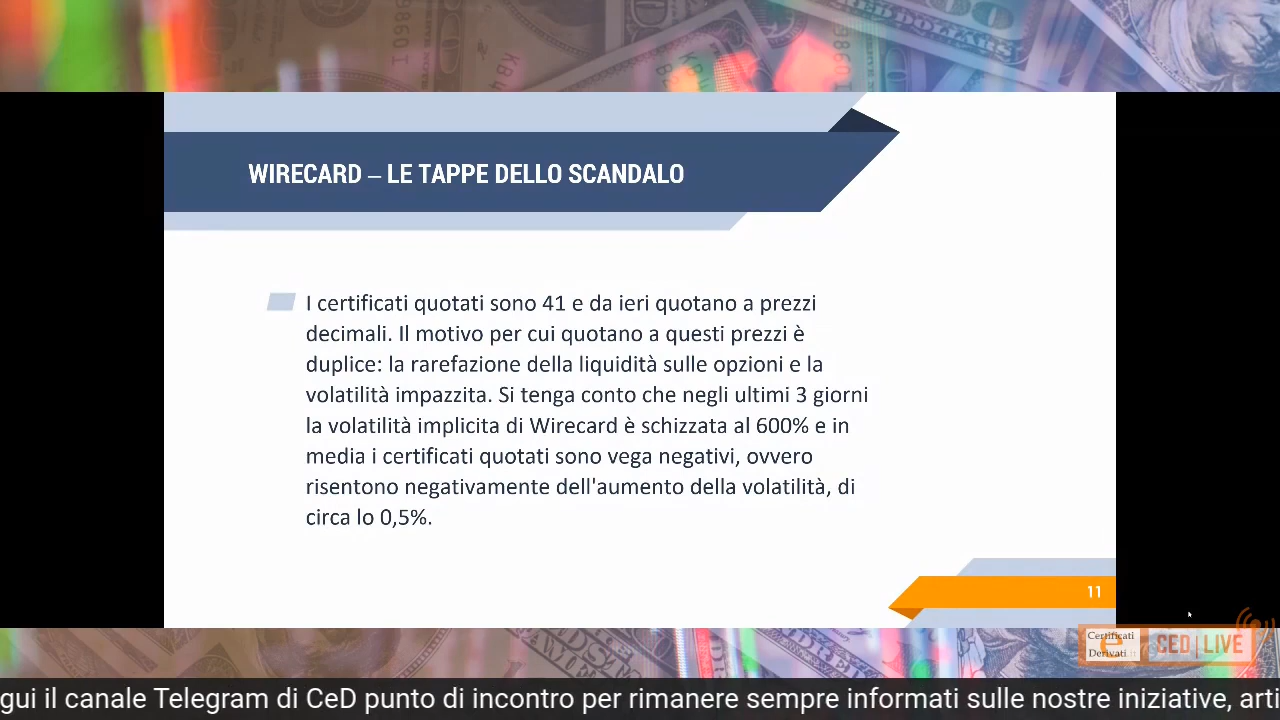 WIRECARD – LE TAPPE DELLO SCANDALO
I certificati quotati sono 41 e da ieri quotano a prezzi
decimali. Il motivo per cui quotano a questi prezzi è
duplice: la rarefazione della liquidità sulle opzioni e la
volatilità impazzita. Si tenga conto che negli ultimi 3 giorni
la volatilità implicita di Wirecard è schizzata al 600% e in
media i certificati quotati sono vega negativi, ovvero
risentono negativamente dell'aumento della volatilità, di
circa lo 0,5%.
11
Certificati
e
Derivati
CED | LIVE
gui il canale Telegram di CeD punto di incontro per rimanere sempre informati sulle nostre iniziative, arti